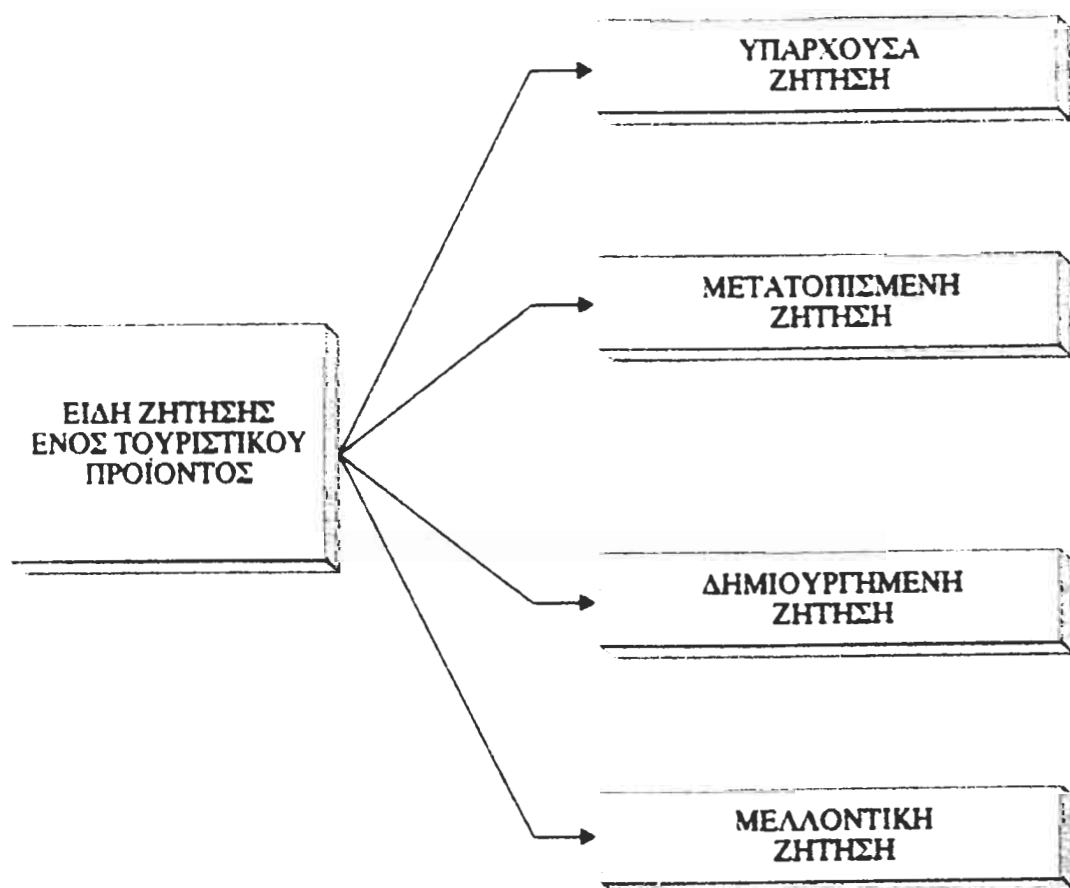 ΥΠΑΡΧΟΥΣΑ
ΖΗΤΗΣΗ
ΜΕΤΑΤΟΠΙΣΜΕΝΗ
ΖΗΤΗΣΗ
ΕΙΔΗ ΖΗΤΗΣΗΣ
ΕΝΟΣ ΤΟΥΡΙΣΤΙΚΟΥ
ΠΡΟΪΟΝΤΟΣ
ΔΗΜΙΟΥΡΓΗΜΕΝΗ
ΖΗΤΗΣΗ
ΜΕΛΛΟΝΤΙΚΗ
ΖΗΤΗΣΗ